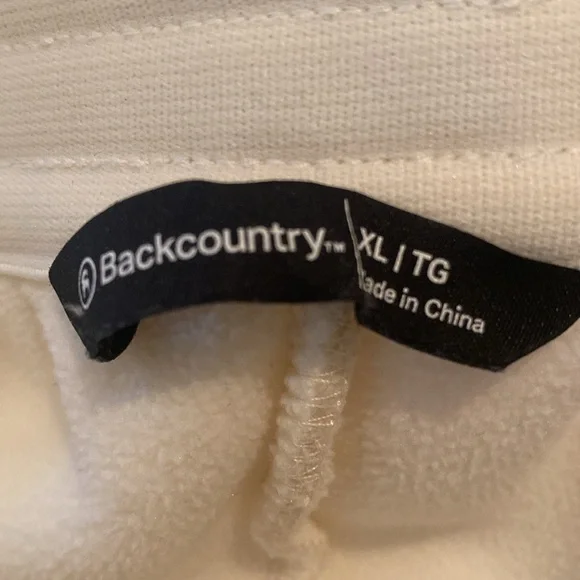 Backcountry™
XL | TG
Made in China